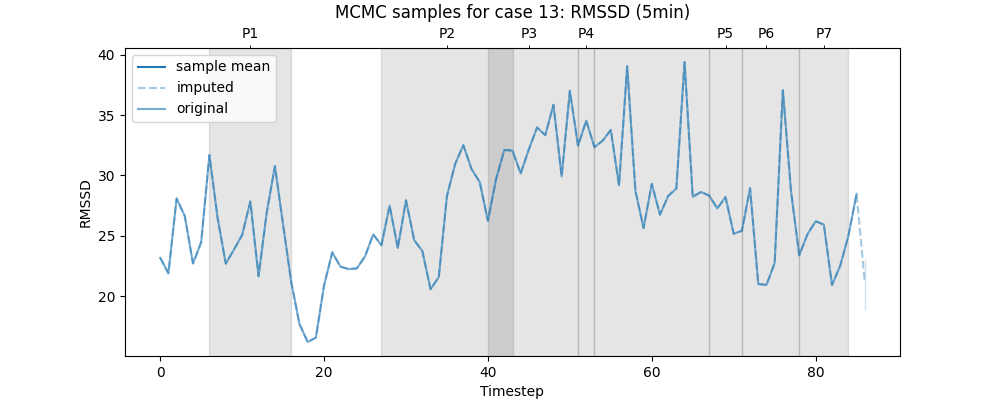 MCMC samples for case 13: RMSSD (5min)
P1 P2 P3 P4 P5 P6 P7
sample mean
imputed
original
40
35
30
25
20
RMSSD
0 20 40 60 80
Timestep